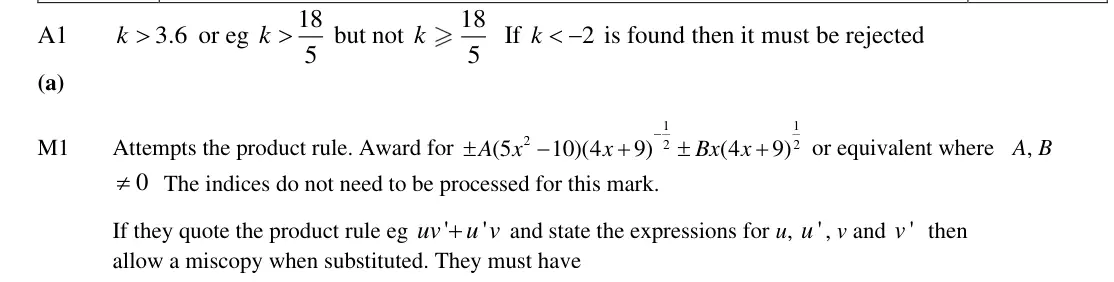 A1 k > 3.6 or eg k > 18/5 but not k ⩾ 18/5 If k < −2 is found then it must be rejected
(a)
M1 Attempts the product rule. Award for ±A(5x² −10)(4x+9)^(−1/2) ± Bx(4x+9)^(1/2) or equivalent where A, B
≠ 0 The indices do not need to be processed for this mark.
If they quote the product rule eg uv'+u'v and state the expressions for u, u', v and v' then
allow a miscopy when substituted. They must have